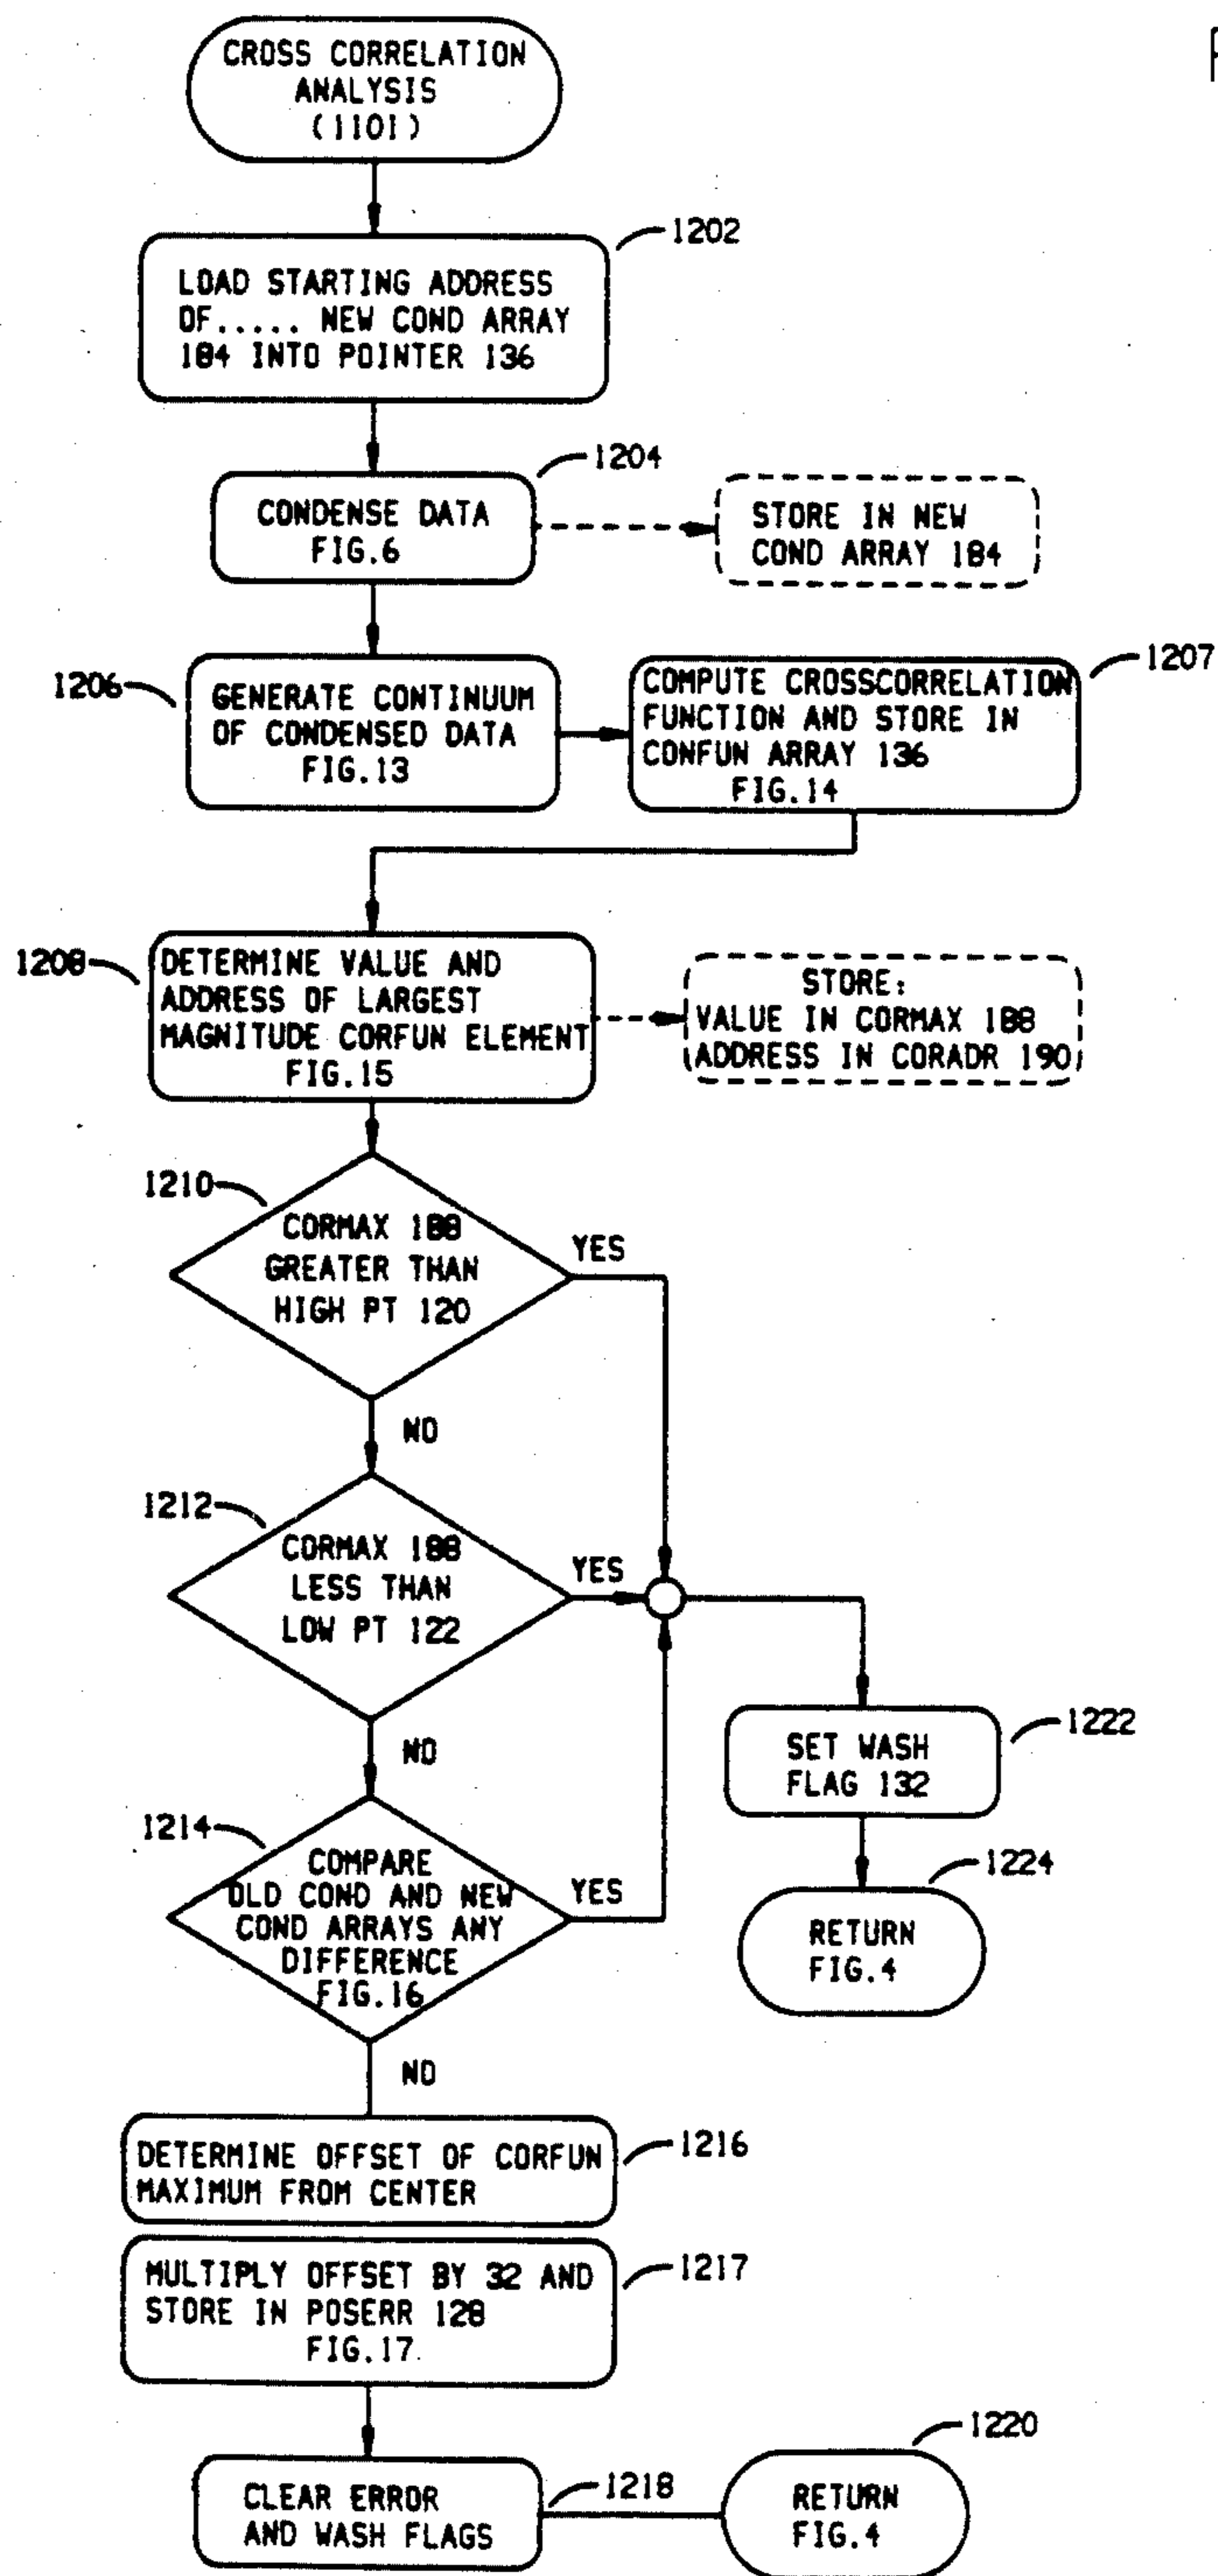 CROSS CORRELATION
ANALYSIS
(1101)
1202
LOAD STARTING ADDRESS
OF..... NEW COND ARRAY
184 INTO POINTER 136
1204
CONDENSE DATA
FIG.6
STORE IN NEW
COND ARRAY 184
1206
GENERATE CONTINUUM
OF CONDENSED DATA
FIG.13
1207
COMPUTE CROSSCORRELATION
FUNCTION AND STORE IN
CONFUN ARRAY 136
FIG.14
1208
DETERMINE VALUE AND
ADDRESS OF LARGEST
MAGNITUDE CORFUN ELEMENT
FIG.15
STORE:
VALUE IN CORMAX 188
ADDRESS IN CORADR 190
1210
CORMAX 188
GREATER THAN
HIGH PT 120
YES
NO
1212
CORMAX 188
LESS THAN
LOW PT 122
YES
NO
1222
SET WASH
FLAG 132
1214
COMPARE
OLD COND AND NEW
COND ARRAYS ANY
DIFFERENCE
FIG.16
YES
1224
RETURN
FIG.4
NO
1216
DETERMINE OFFSET OF CORFUN
MAXIMUM FROM CENTER
1217
MULTIPLY OFFSET BY 32 AND
STORE IN POSERR 128
FIG.17
1218
CLEAR ERROR
AND WASH FLAGS
1220
RETURN
FIG.4